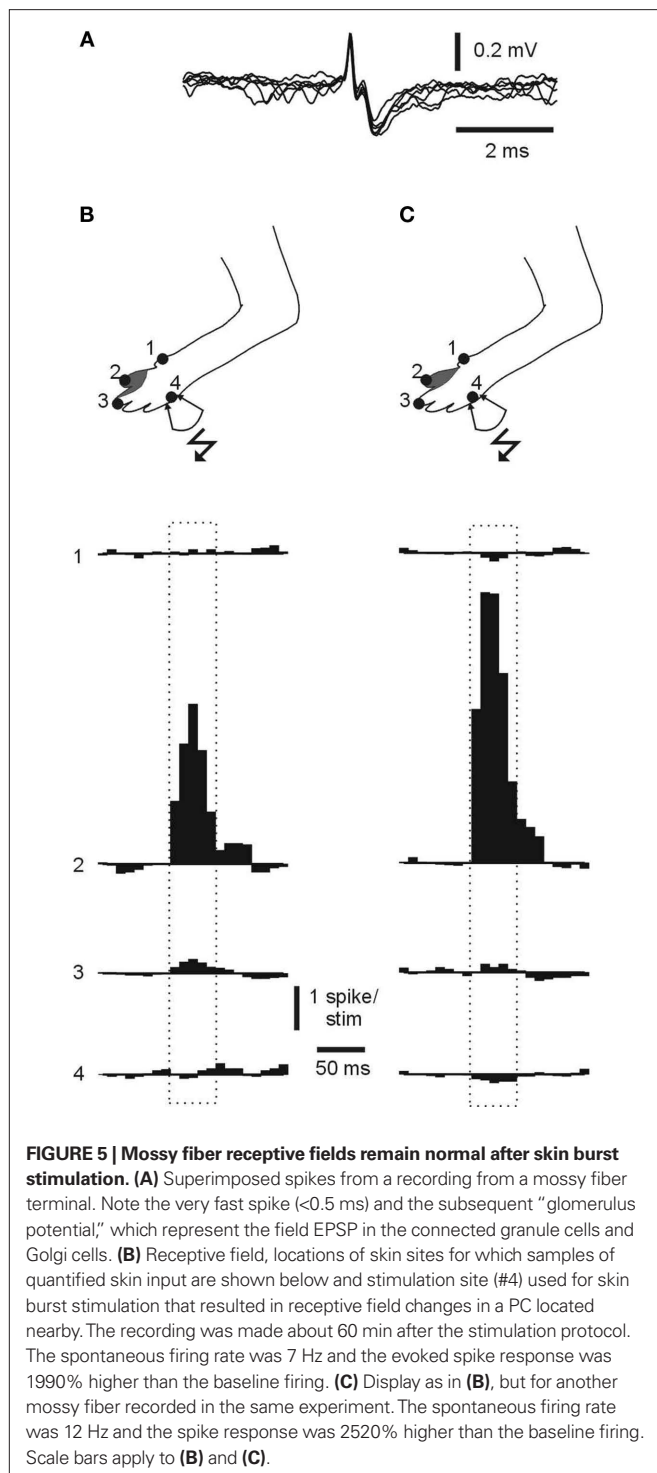 A
0.2 mV
2 ms
B
C
1
2
3
4
1
2
3
4
1
2
3
4
1 spike/
stim
50 ms
FIGURE 5 | Mossy fiber receptive fields remain normal after skin burst
stimulation. (A) Superimposed spikes from a recording from a mossy fiber
terminal. Note the very fast spike (<0.5 ms) and the subsequent “glomerulus
potential,” which represent the field EPSP in the connected granule cells and
Golgi cells. (B) Receptive field, locations of skin sites for which samples of
quantified skin input are shown below and stimulation site (#4) used for skin
burst stimulation that resulted in receptive field changes in a PC located
nearby. The recording was made about 60 min after the stimulation protocol.
The spontaneous firing rate was 7 Hz and the evoked spike response was
1990% higher than the baseline firing. (C) Display as in (B), but for another
mossy fiber recorded in the same experiment. The spontaneous firing rate
was 12 Hz and the spike response was 2520% higher than the baseline firing.
Scale bars apply to (B) and (C).